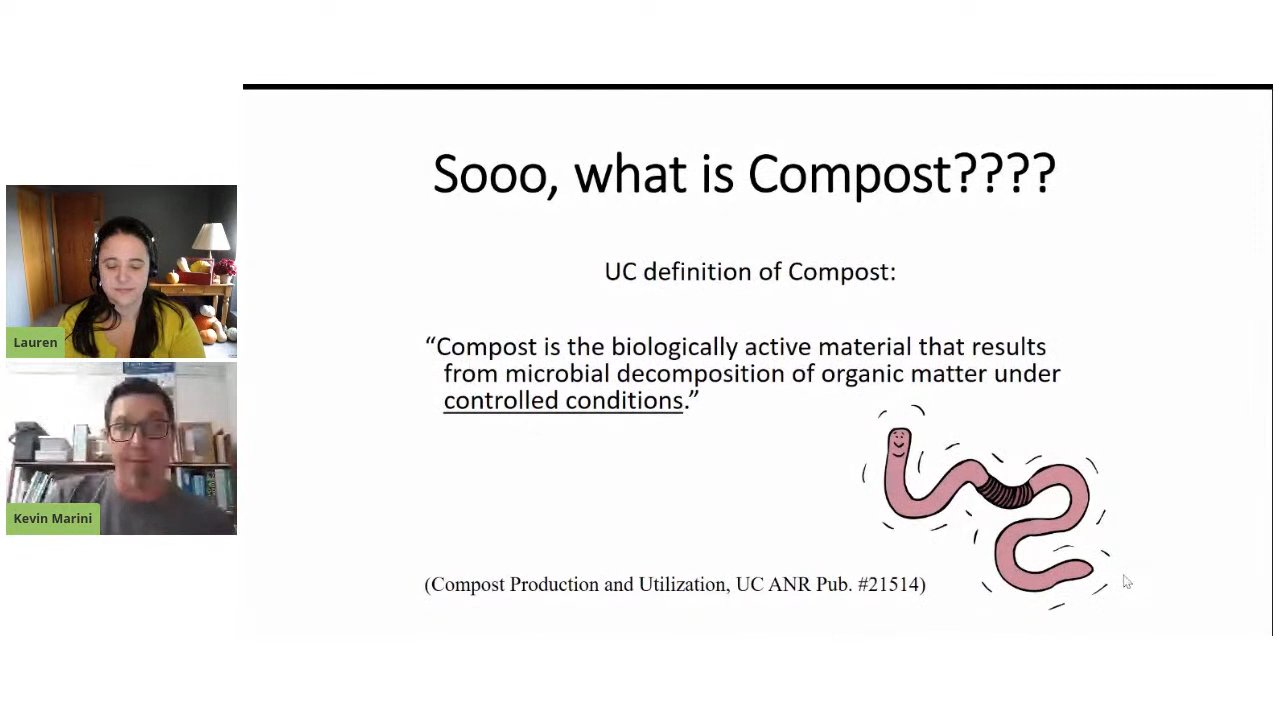 Sooo, what is Compost????
UC definition of Compost:
“Compost is the biologically active material that results
from microbial decomposition of organic matter under
controlled conditions.”
(Compost Production and Utilization, UC ANR Pub. #21514)
Lauren
Kevin Marini